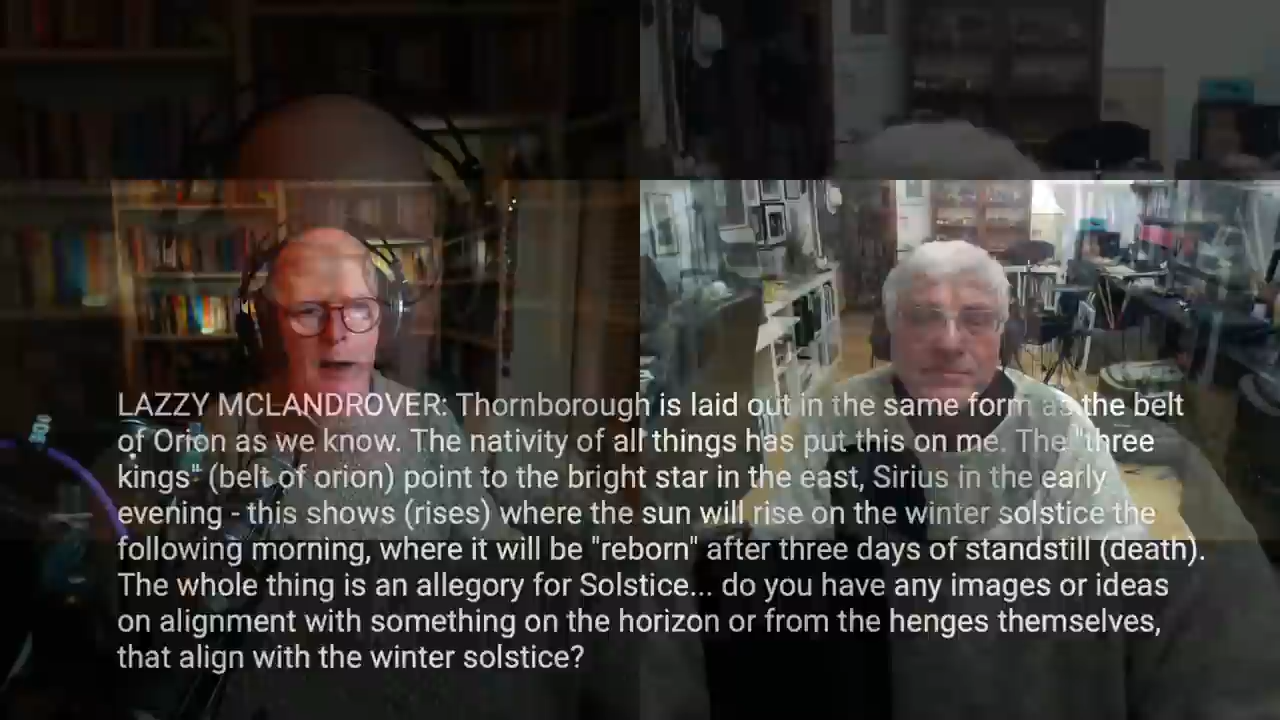 LAZZY MCLANDROVER: Thornborough is laid out in the same form as the belt
of Orion as we know. The nativity of all things has put this on me. The "three
kings" (belt of orion) point to the bright star in the east, Sirius in the early
evening - this shows (rises) where the sun will rise on the winter solstice the
following morning, where it will be "reborn" after three days of standstill (death).
The whole thing is an allegory for Solstice... do you have any images or ideas
on alignment with something on the horizon or from the henges themselves,
that align with the winter solstice?